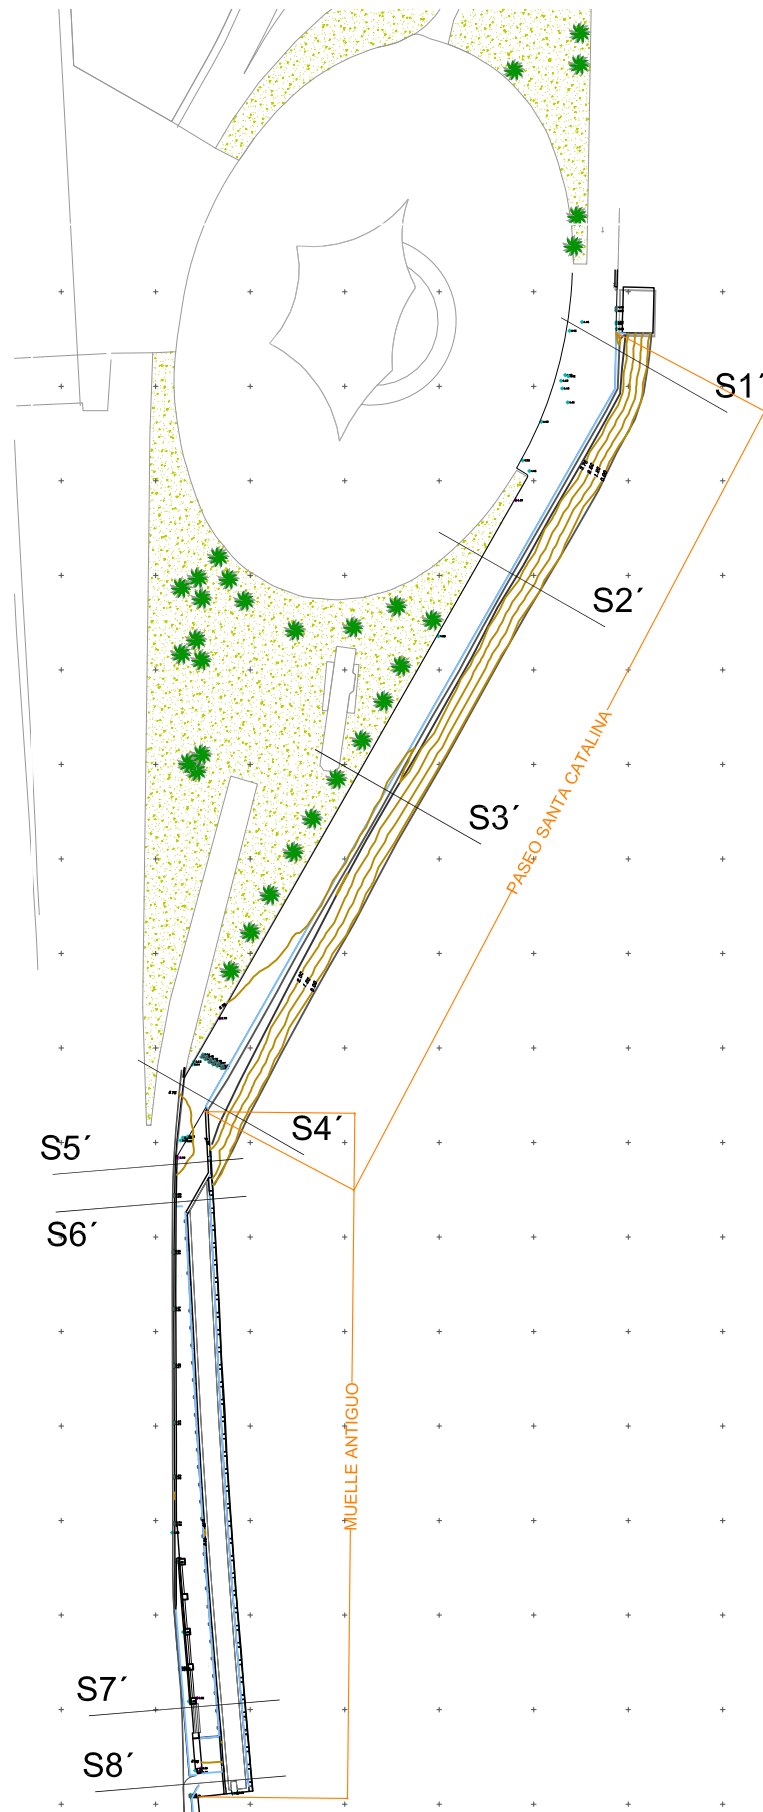 S1´
S2´
S3´
PASEO SANTA CATALINA
S4´
S5´
S6´
MUELLE ANTIGUO
S7´
S8´